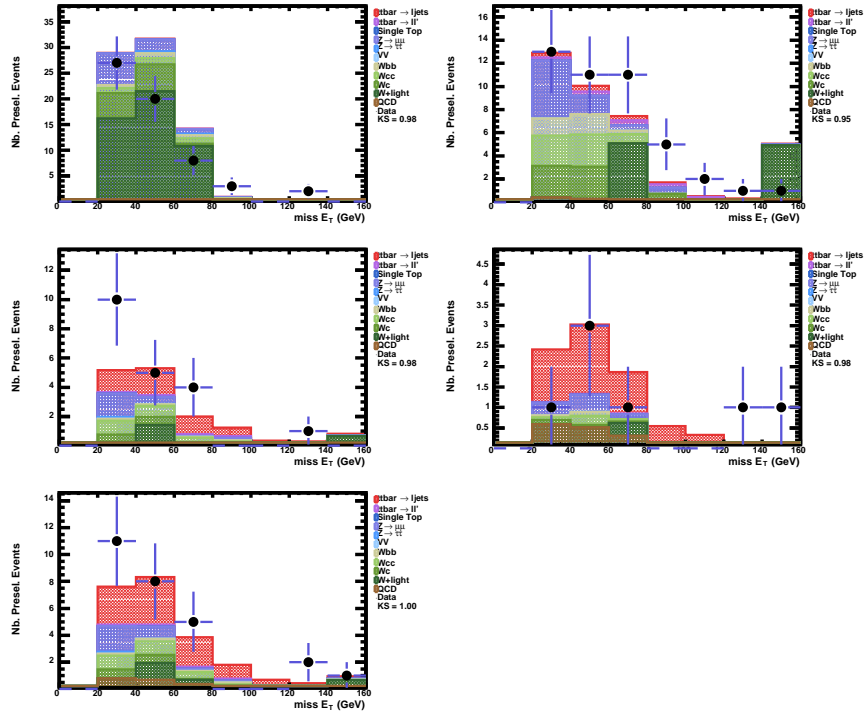 Nb. Presel. Events
35
30
25
20
15
10
5
0 20 40 60 80 100 120 140 160
miss E_T (GeV)
ttbar → ljets
ttbar → ll'
Single Top
Z → μμ
Z → ττ
VV
Wbb
Wcc
Wc
W+light
QCD
Data
KS = 0.98
Nb. Presel. Events
16
14
12
10
8
6
4
2
0 20 40 60 80 100 120 140 160
miss E_T (GeV)
ttbar → ljets
ttbar → ll'
Single Top
Z → μμ
Z → ττ
VV
Wbb
Wcc
Wc
W+light
QCD
Data
KS = 0.95
Nb. Presel. Events
12
10
8
6
4
2
0 20 40 60 80 100 120 140 160
miss E_T (GeV)
ttbar → ljets
ttbar → ll'
Single Top
Z → μμ
Z → ττ
VV
Wbb
Wcc
Wc
W+light
QCD
Data
KS = 0.98
Nb. Presel. Events
4.5
4
3.5
3
2.5
2
1.5
1
0.5
0 20 40 60 80 100 120 140 160
miss E_T (GeV)
ttbar → ljets
ttbar → ll'
Single Top
Z → μμ
Z → ττ
VV
Wbb
Wcc
Wc
W+light
QCD
Data
KS = 0.98
Nb. Presel. Events
14
12
10
8
6
4
2
0 20 40 60 80 100 120 140 160
miss E_T (GeV)
ttbar → ljets
ttbar → ll'
Single Top
Z → μμ
Z → ττ
VV
Wbb
Wcc
Wc
W+light
QCD
Data
KS = 1.00